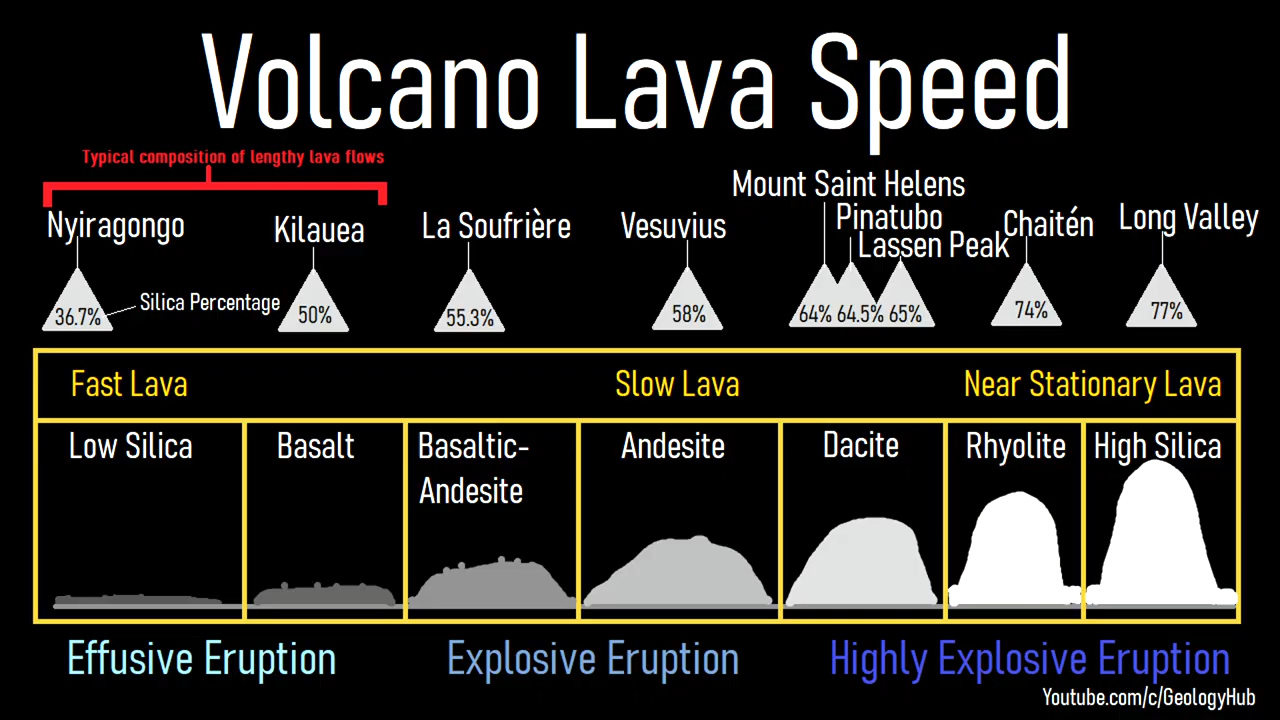 Volcano Lava Speed
Typical composition of lengthy lava flows
Mount Saint Helens
Nyiragongo
Kilauea
La Soufrière
Vesuvius
Pinatubo
Lassen Peak
Chaitén
Long Valley
Silica Percentage
36.7%
50%
55.3%
58%
64%
64.5%
65%
74%
77%
Fast Lava
Slow Lava
Near Stationary Lava
Low Silica
Basalt
Basaltic-
Andesite
Andesite
Dacite
Rhyolite
High Silica
Effusive Eruption
Explosive Eruption
Highly Explosive Eruption
Youtube.com/c/GeologyHub